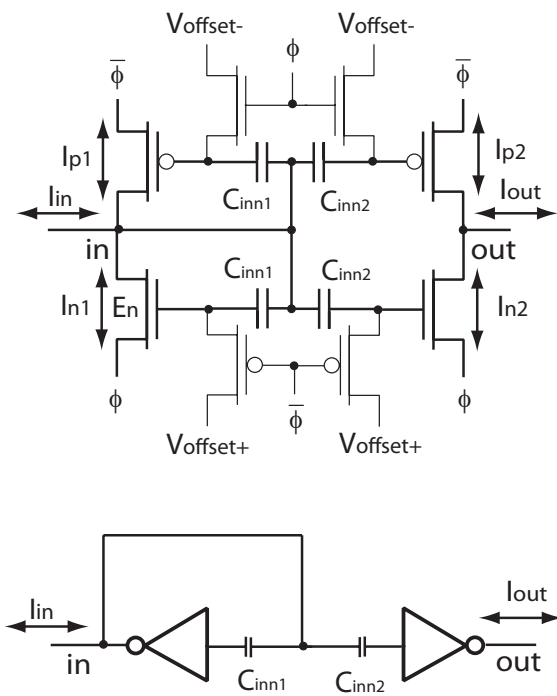 Voffset- Voffset-
ϕ
ϕ̅ ϕ̅
Ip1 Ip2
Cinn1 Cinn2
Iin Iout
in out
Cinn1 Cinn2
In1 En In2
ϕ ϕ̅ ϕ
Voffset+ Voffset+
Iin Iout
in out
Cinn1 Cinn2